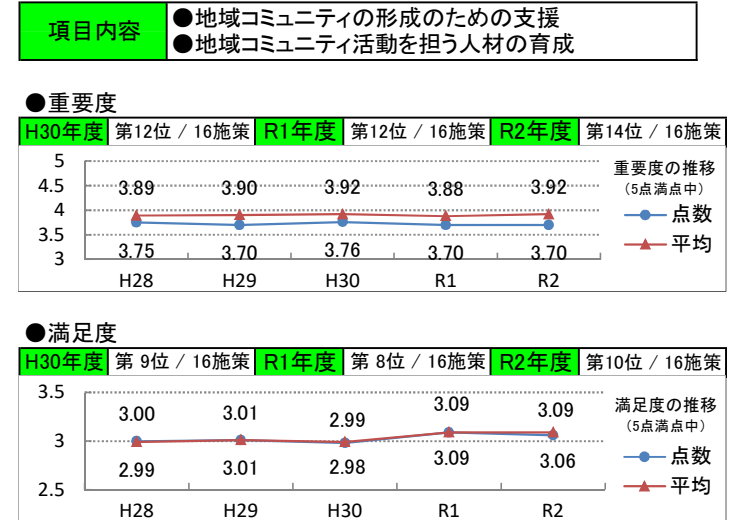 項目内容
●地域コミュニティの形成のための支援
●地域コミュニティ活動を担う人材の育成
●重要度
H30年度 第12位 / 16施策 R1年度 第12位 / 16施策 R2年度 第14位 / 16施策
5
4.5
4
3.5
3
3.89 3.90 3.92 3.88 3.92
3.75 3.70 3.76 3.70 3.70
H28 H29 H30 R1 R2
重要度の推移
(5点満点中)
点数
平均
●満足度
H30年度 第 9位 / 16施策 R1年度 第 8位 / 16施策 R2年度 第10位 / 16施策
3.5
3
2.5
3.00 3.01 2.99 3.09 3.09
2.99 3.01 2.98 3.09 3.06
H28 H29 H30 R1 R2
満足度の推移
(5点満点中)
点数
平均